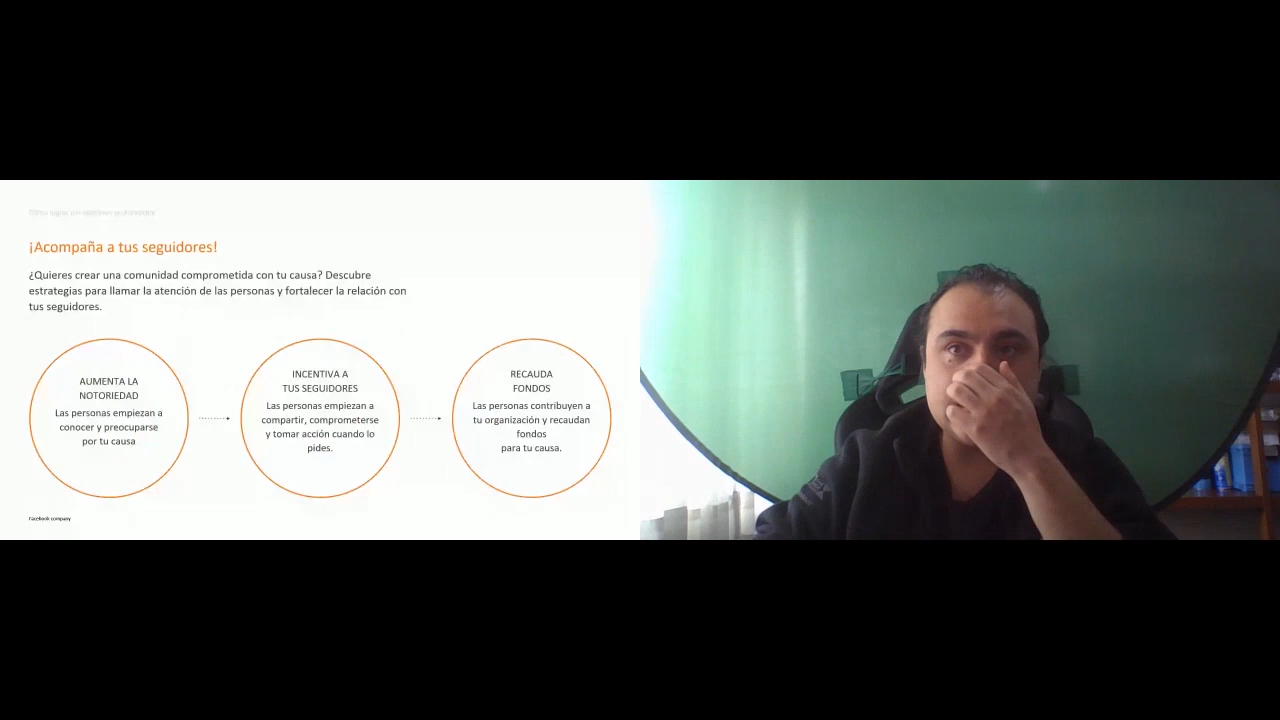 ¡Acompaña a tus seguidores!
¿Quieres crear una comunidad comprometida con tu causa? Descubre
estrategias para llamar la atención de las personas y fortalecer la relación con
tus seguidores.
AUMENTA LA
NOTORIEDAD
Las personas empiezan a
conocer y preocuparse
por tu causa
INCENTIVA A
TUS SEGUIDORES
Las personas empiezan a
compartir, comprometerse
y tomar acción cuando lo
pides.
RECAUDA
FONDOS
Las personas contribuyen a
tu organización y recaudan
fondos
para tu causa.
Facebook company